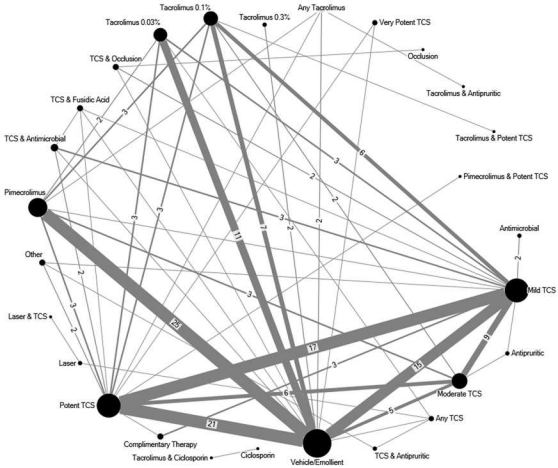 Any Tacrolimus
Tacrolimus 0.1%
Tacrolimus 0.3%
Tacrolimus 0.03%
Very Potent TCS
TCS & Occlusion
Occlusion
TCS & Fusidic Acid
Tacrolimus & Antipruritic
TCS & Antimicrobial
Tacrolimus & Potent TCS
Pimecrolimus
Pimecrolimus & Potent TCS
Other
Antimicrobial
Mild TCS
Laser & TCS
Laser
Antipruritic
Moderate TCS
Potent TCS
Any TCS
Complimentary Therapy
TCS & Antipruritic
Tacrolimus & Ciclosporin
Ciclosporin
Vehicle/Emollient
2
3
6
3
2
3
3
2
3
7
2
2
11
2
3
2
3
2
25
17
9
3
15
6
5
21